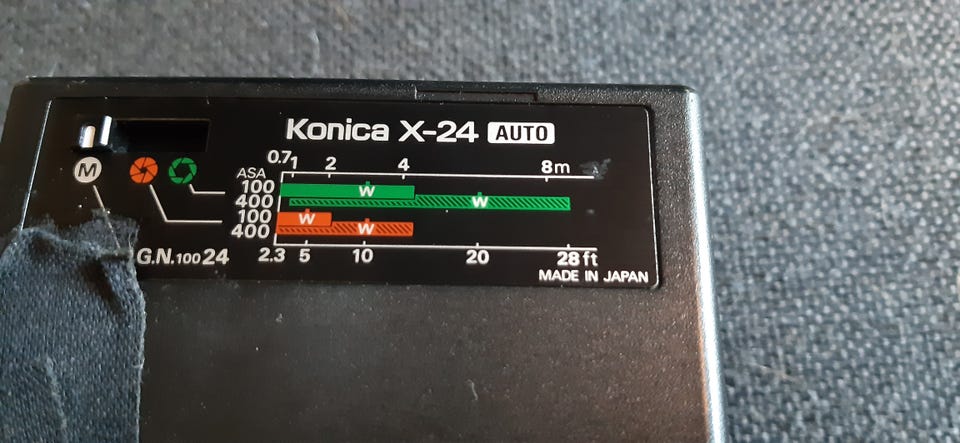 Konica X-24 AUTO
0.7 1 2 4 8m
M
ASA
100 W
400 W
100 W
400 W
2.3 5 10 20 28 ft
G.N.100 24
MADE IN JAPAN